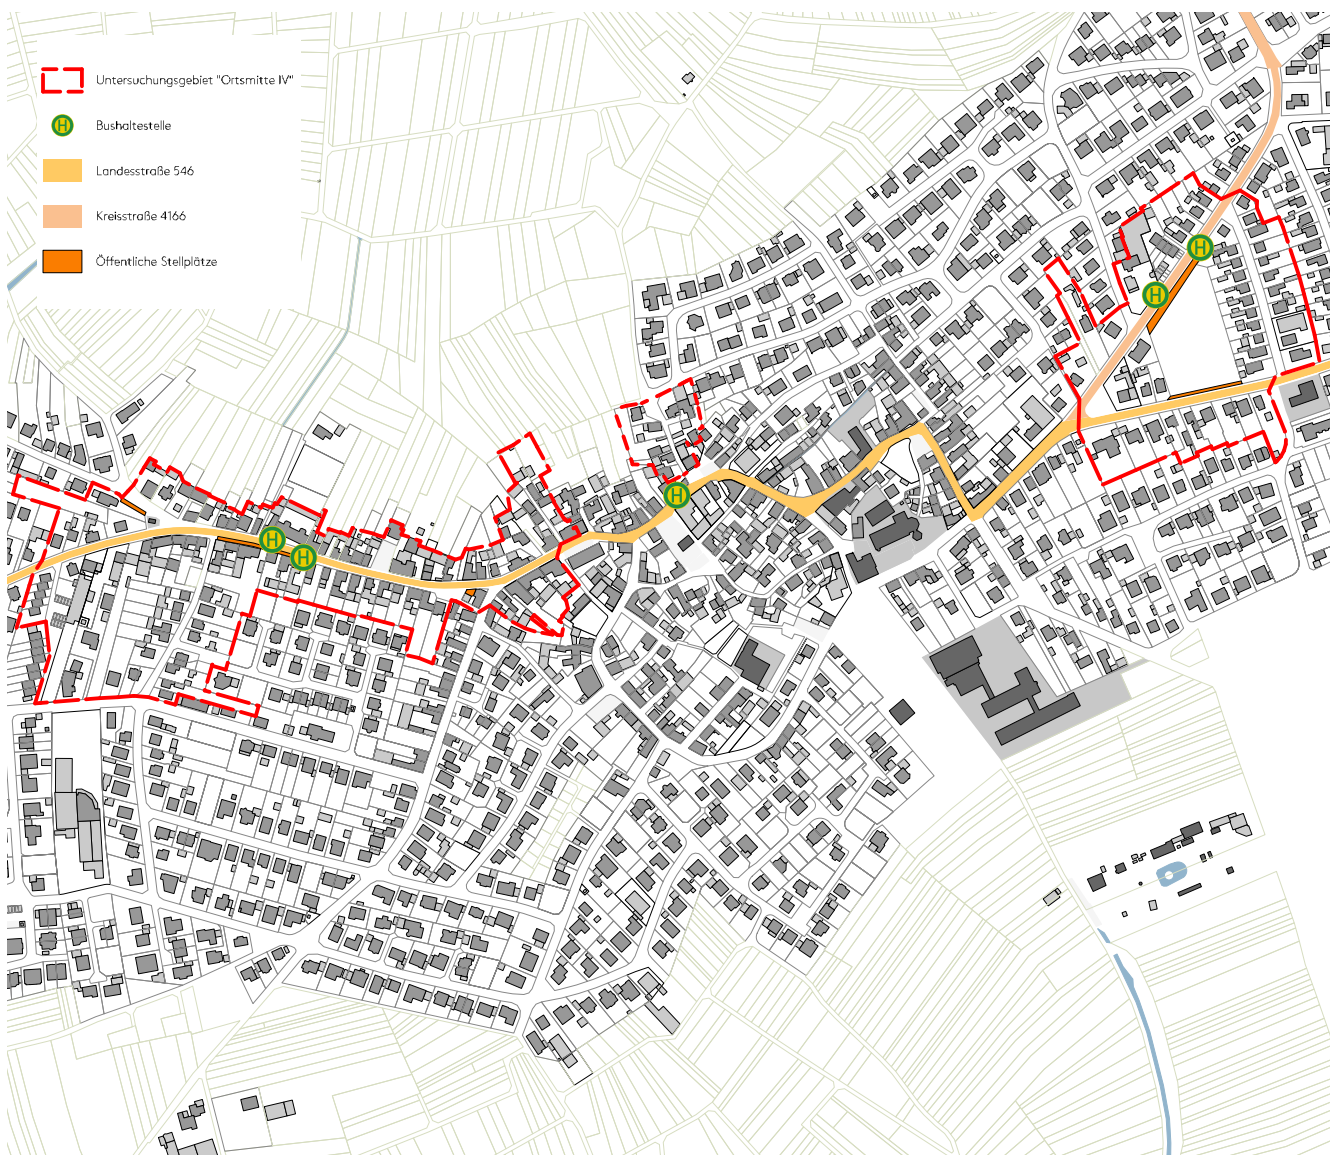 Untersuchungsgebiet "Ortsmitte IV"
H Bushaltestelle
Landesstraße 546
Kreisstraße 4166
Öffentliche Stellplätze
H
H
H
H
H